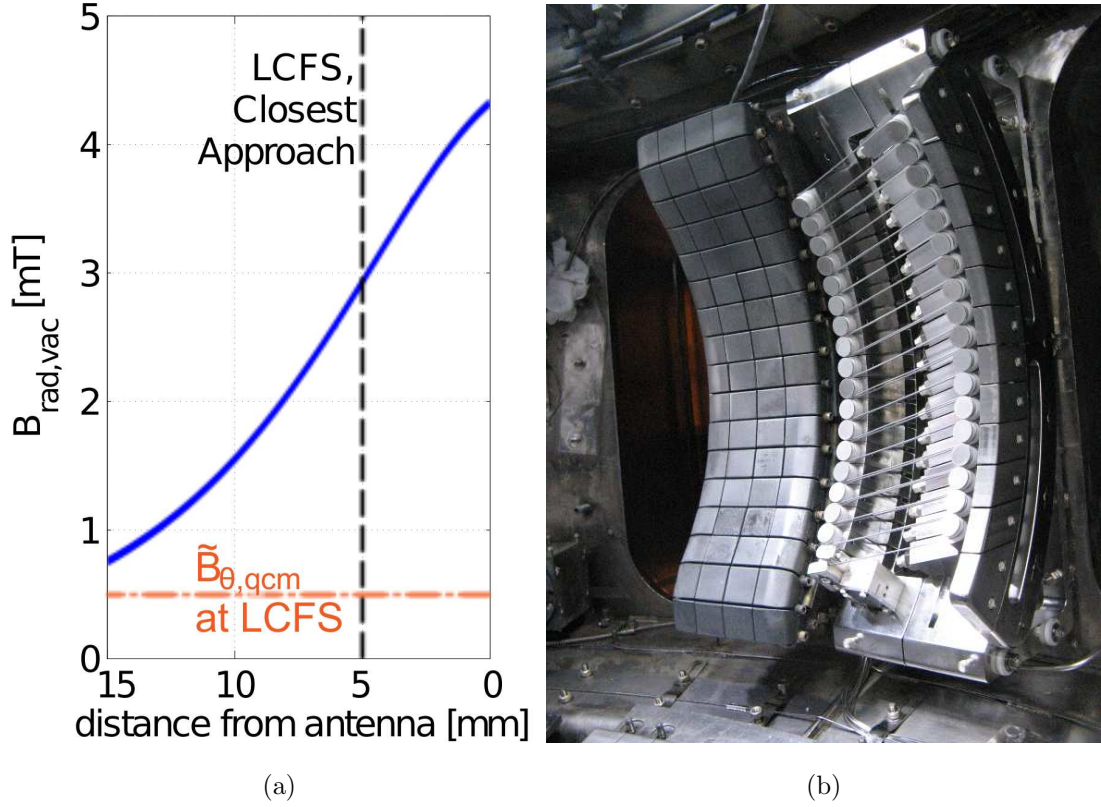 5
4
3
2
1
0
B_rad,vac [mT]
LCFS,
Closest
Approach
B̃_θ,qcm
at LCFS
15 10 5 0
distance from antenna [mm]
(a) (b)